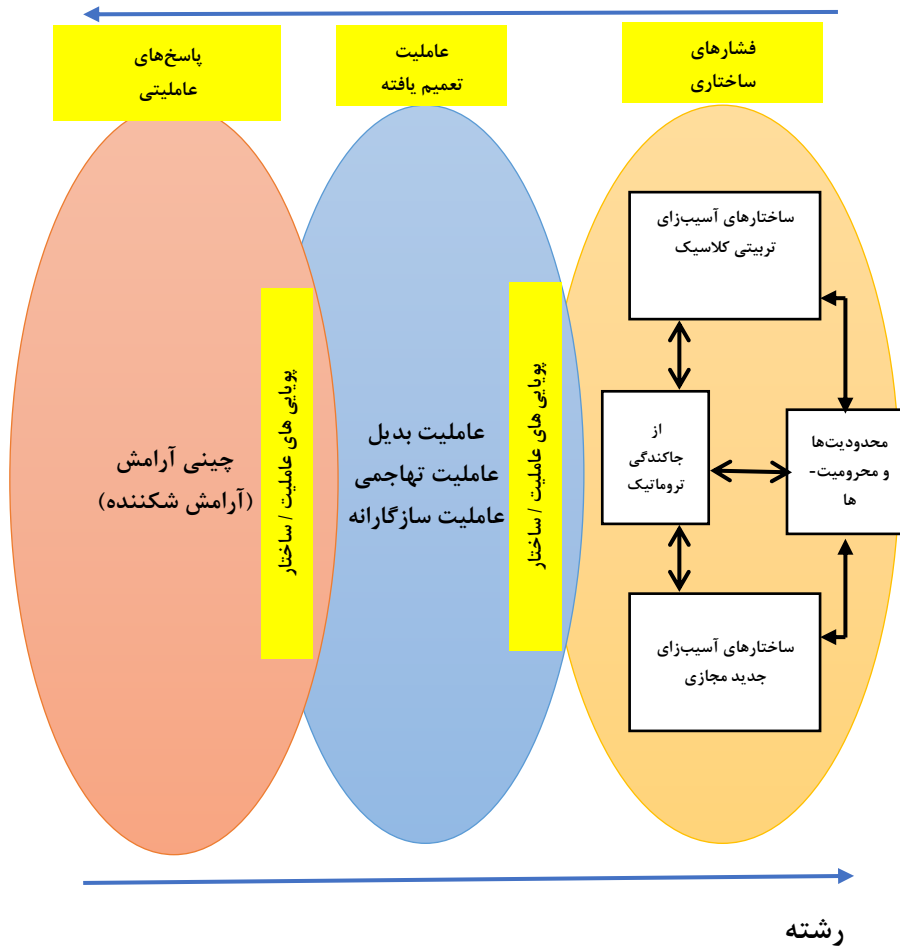 فشارهای
ساختاری
عاملیت
تعمیم یافته
پاسخ‌های
عاملیتی
ساختارهای آسیب‌زای
تربیتی کلاسیک
از
جاکندگی
تروماتیک
محدودیت‌ها
و محرومیت-
ها
ساختارهای آسیب‌زای
جدید مجازی
پویایی های عاملیت / ساختار
عاملیت بدیل
عاملیت تهاجمی
عاملیت سازگارانه
پویایی های عاملیت / ساختار
چینی آرامش
(آرامش شکننده)
رشته